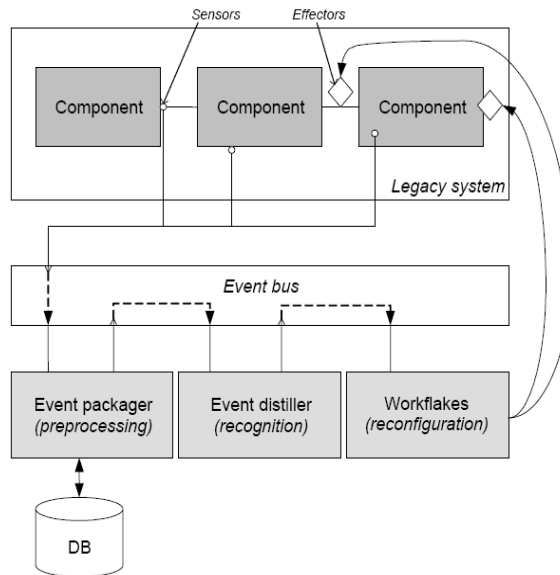 Sensors
Effectors
Component
Component
Component
Legacy system
Event bus
Event packager
(preprocessing)
Event distiller
(recognition)
Workflakes
(reconfiguration)
DB